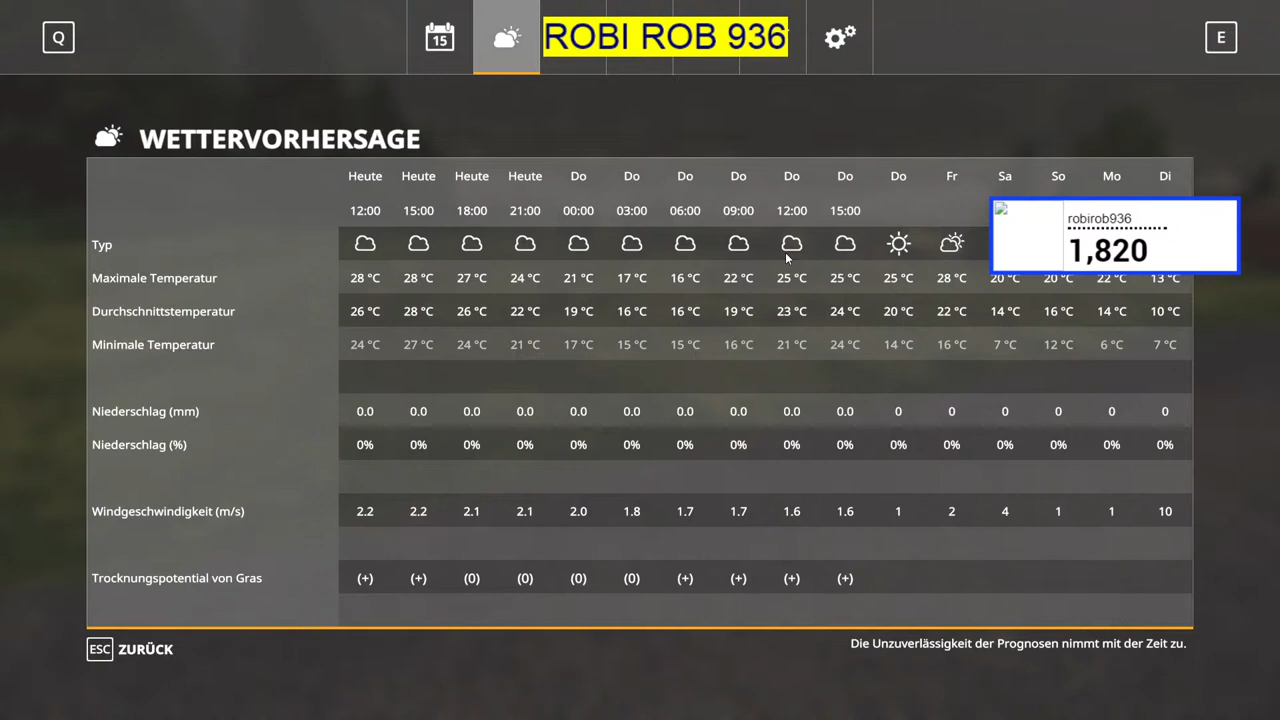 Q
15
ROBI ROB 936
E
WETTERVORHERSAGE
Heute Heute Heute Heute Do Do Do Do Do Do Do Fr Sa So Mo Di
12:00 15:00 18:00 21:00 00:00 03:00 06:00 09:00 12:00 15:00
robirob936
1,820
Typ
Maximale Temperatur 28 °C 28 °C 27 °C 24 °C 21 °C 17 °C 16 °C 22 °C 25 °C 25 °C 25 °C 28 °C 20 °C 20 °C 22 °C 13 °C
Durchschnittstemperatur 26 °C 28 °C 26 °C 22 °C 19 °C 16 °C 16 °C 19 °C 23 °C 24 °C 20 °C 22 °C 14 °C 16 °C 14 °C 10 °C
Minimale Temperatur 24 °C 27 °C 24 °C 21 °C 17 °C 15 °C 15 °C 16 °C 21 °C 24 °C 14 °C 16 °C 7 °C 12 °C 6 °C 7 °C
Niederschlag (mm) 0.0 0.0 0.0 0.0 0.0 0.0 0.0 0.0 0.0 0.0 0 0 0 0 0 0
Niederschlag (%) 0% 0% 0% 0% 0% 0% 0% 0% 0% 0% 0% 0% 0% 0% 0% 0%
Windgeschwindigkeit (m/s) 2.2 2.2 2.1 2.1 2.0 1.8 1.7 1.7 1.6 1.6 1 2 4 1 1 10
Trocknungspotential von Gras (+) (+) (0) (0) (0) (0) (+) (+) (+) (+)
ESC ZURÜCK
Die Unzuverlässigkeit der Prognosen nimmt mit der Zeit zu.